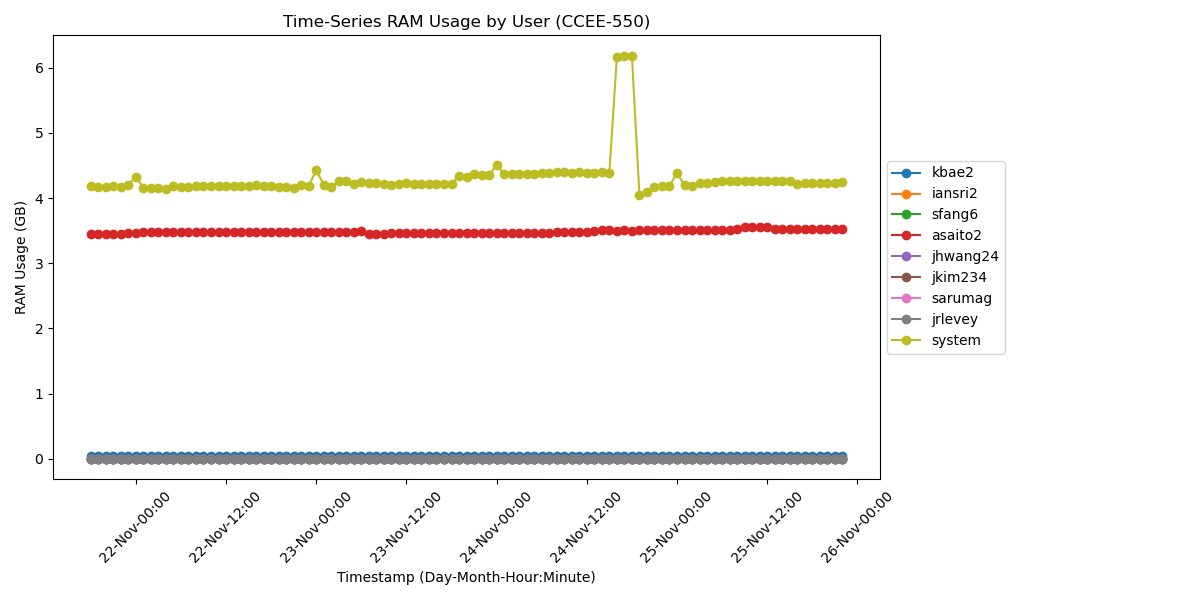 Time-Series RAM Usage by User (CCEE-550)
RAM Usage (GB)
6
5
4
3
2
1
0
22-Nov-00:00
22-Nov-12:00
23-Nov-00:00
23-Nov-12:00
24-Nov-00:00
24-Nov-12:00
25-Nov-00:00
25-Nov-12:00
26-Nov-00:00
Timestamp (Day-Month-Hour:Minute)
kbae2
iansri2
sfang6
asaito2
jhwang24
jkim234
sarumag
jrlevey
system